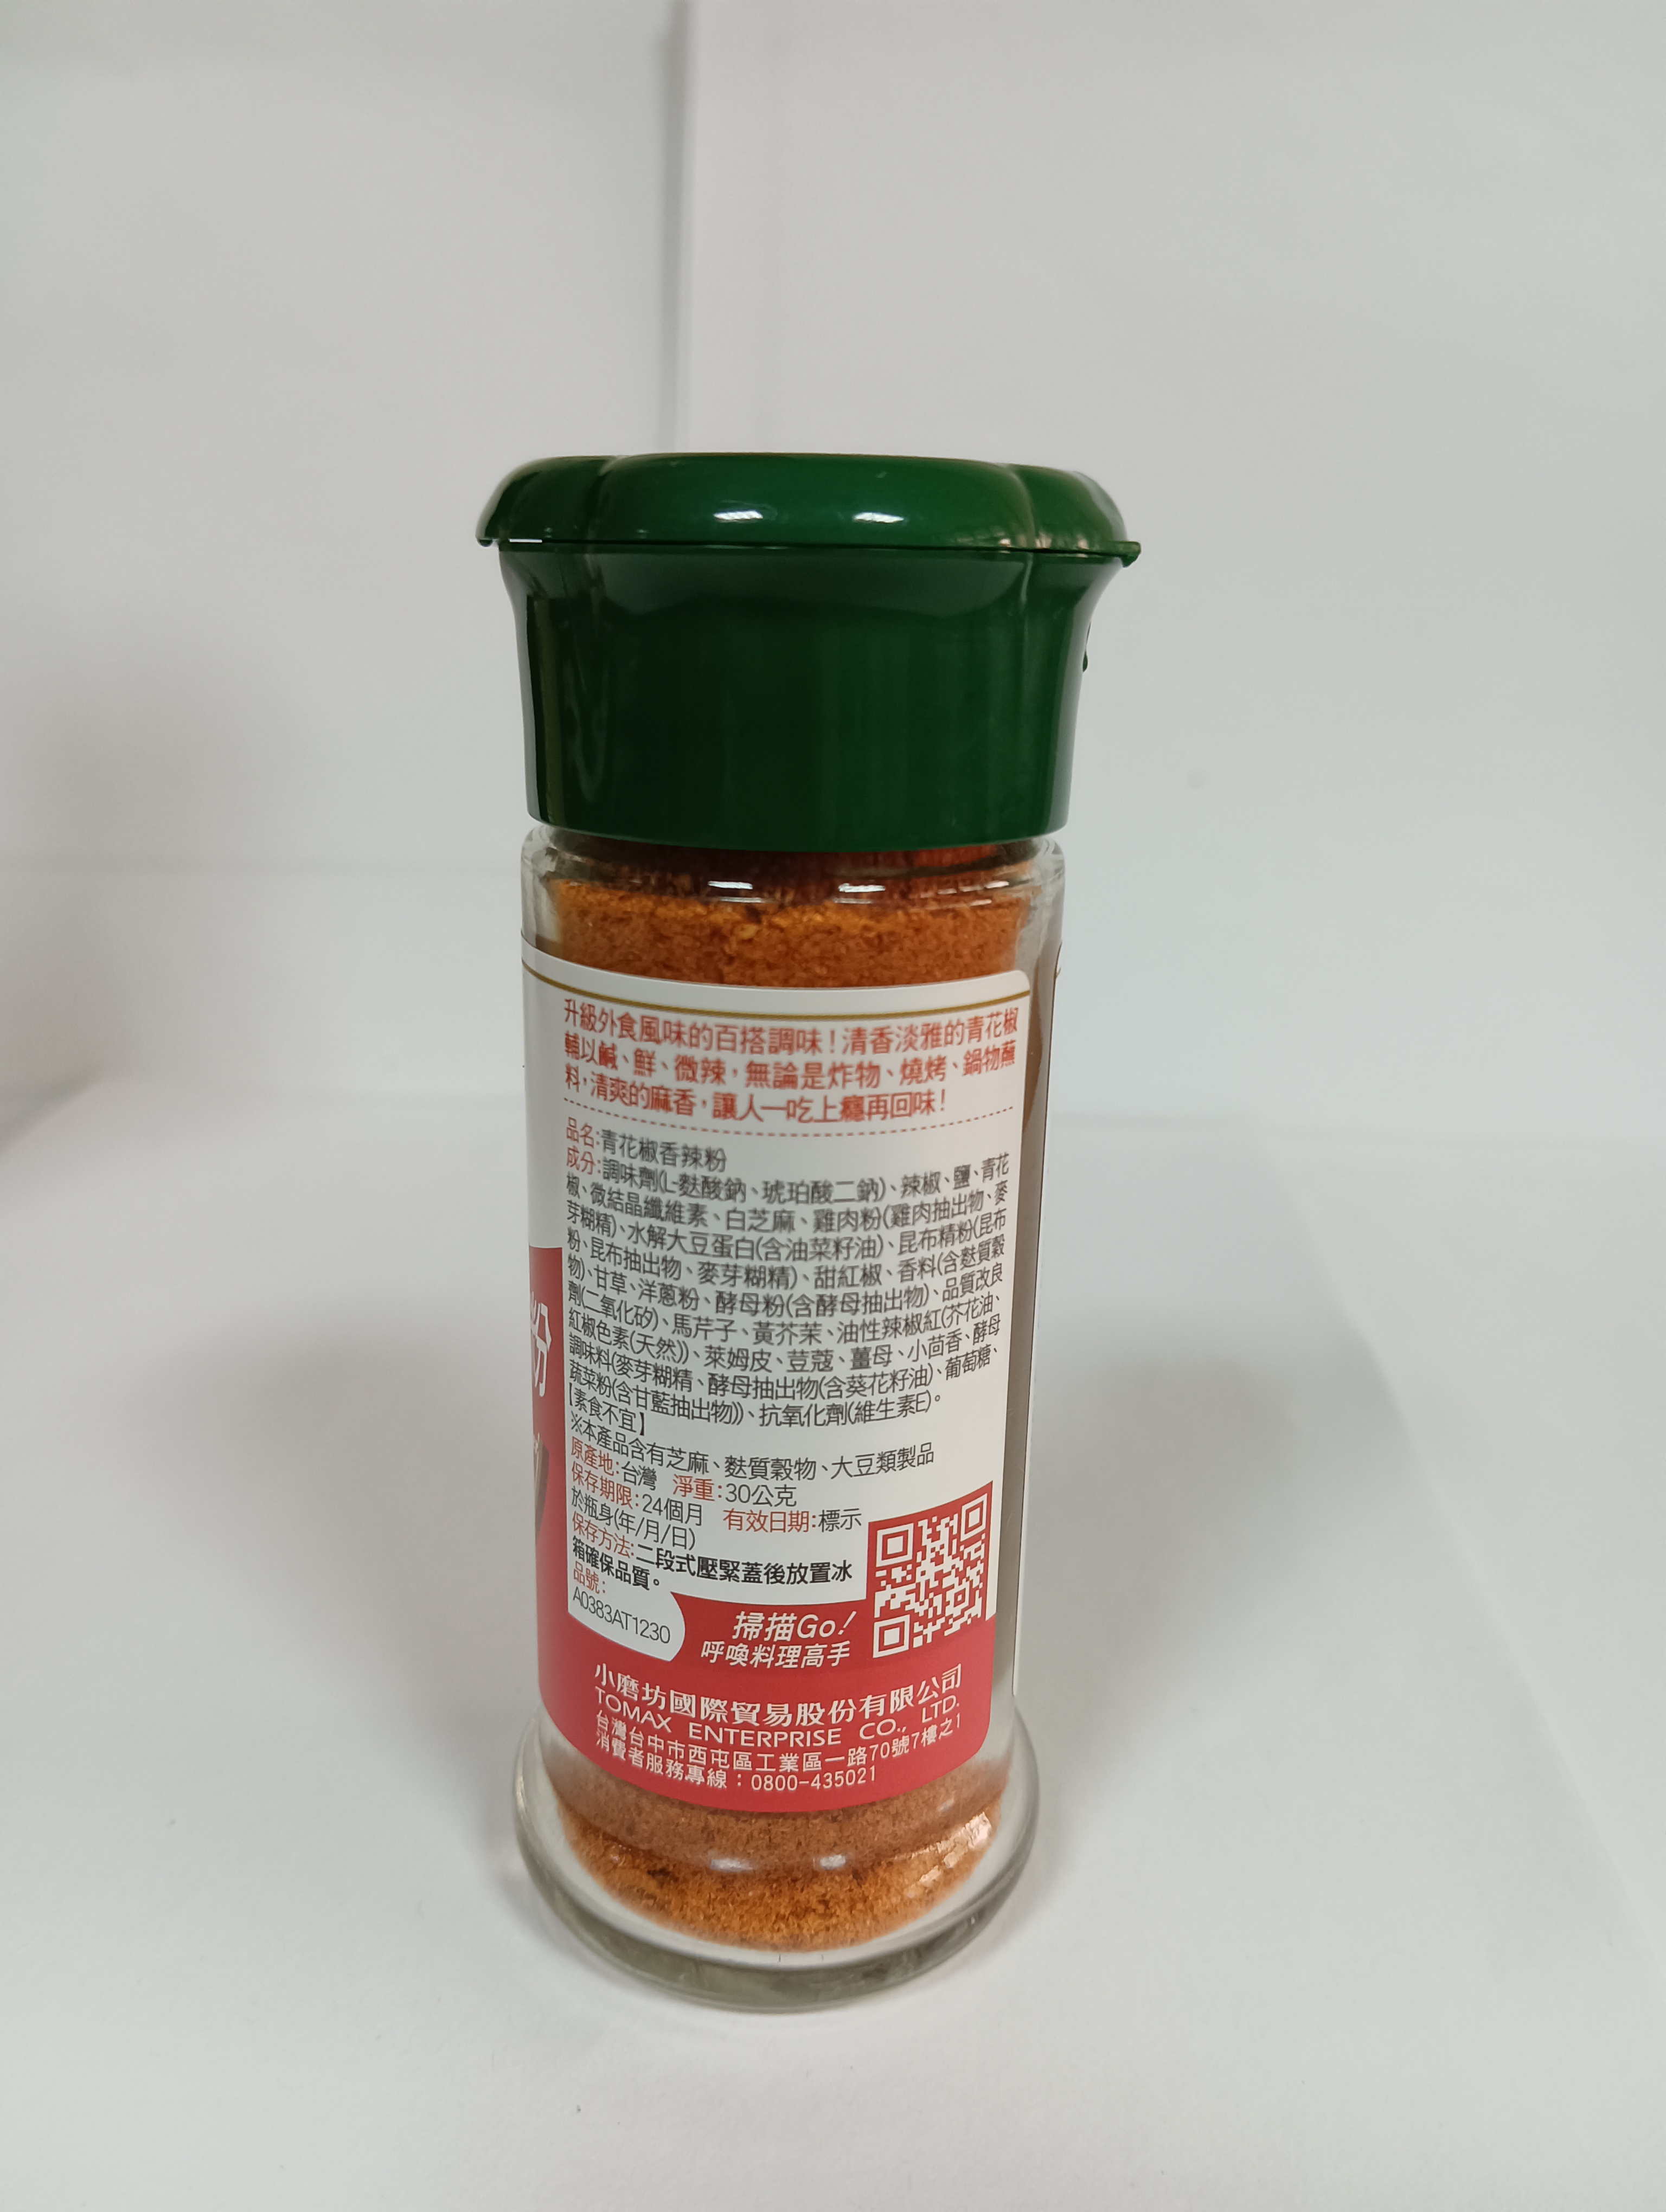 升級外食風味的百搭調味！清香淡雅的青花椒
輔以鹹、鮮、微辣，無論是炸物、燒烤、鍋物蘸
料，清爽的麻香，讓人一吃上癮再回味！
品名：青花椒香辣粉
成分：調味劑(L-麩酸鈉、琥珀酸二鈉)、辣椒、鹽、青花
椒、微結晶纖維素、白芝麻、雞肉粉(雞肉抽出物、麥
芽糊精)、水解大豆蛋白(含油菜籽油)、昆布精粉(昆布
粉、昆布抽出物、麥芽糊精)、甜紅椒、香料(含麩質穀
物)、甘草、洋蔥粉、酵母粉(含酵母抽出物)、品質改良
劑(二氧化矽)、馬芹子、黃芥茉、油性辣椒紅(芥花油、
紅椒色素(天然))、萊姆皮、荳蔻、薑母、小茴香、酵母
調味料(麥芽糊精、酵母抽出物(含葵花籽油)、葡萄糖、
蔬菜粉(含甘藍抽出物))、抗氧化劑(維生素E)。
【素食不宜】
※本產品含有芝麻、麩質穀物、大豆類製品
原產地：台灣 淨重：30公克
保存期限：24個月 有效日期：標示
於瓶身(年/月/日)
保存方法：二段式壓緊蓋後放置冰
箱確保品質。
品號：
A0383AT1230
掃描Go！
呼喚料理高手
小磨坊國際貿易股份有限公司
TOMAX ENTERPRISE CO., LTD.
台灣台中市西屯區工業區一路70號7樓之1
消費者服務專線：0800-435021
粉